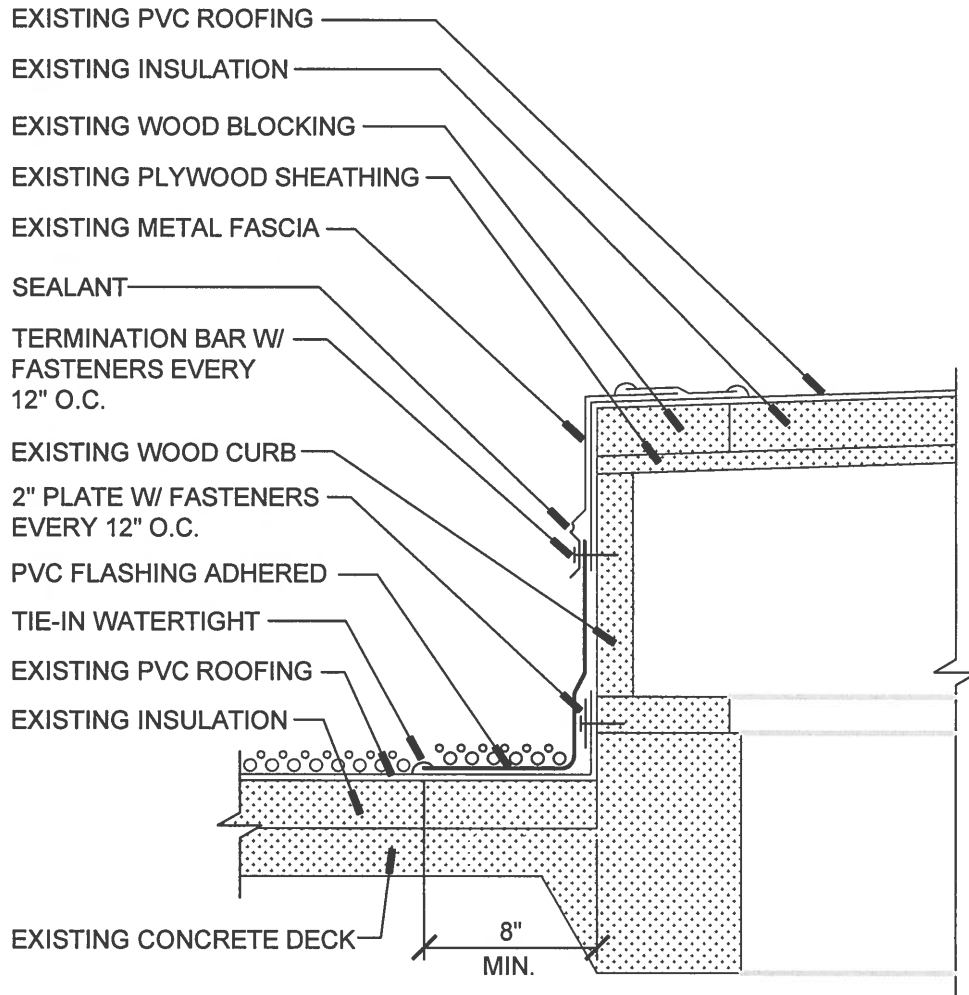 EXISTING PVC ROOFING
EXISTING INSULATION
EXISTING WOOD BLOCKING
EXISTING PLYWOOD SHEATHING
EXISTING METAL FASCIA
SEALANT
TERMINATION BAR W/
FASTENERS EVERY
12" O.C.
EXISTING WOOD CURB
2" PLATE W/ FASTENERS
EVERY 12" O.C.
PVC FLASHING ADHERED
TIE-IN WATERTIGHT
EXISTING PVC ROOFING
EXISTING INSULATION
EXISTING CONCRETE DECK
8"
MIN.